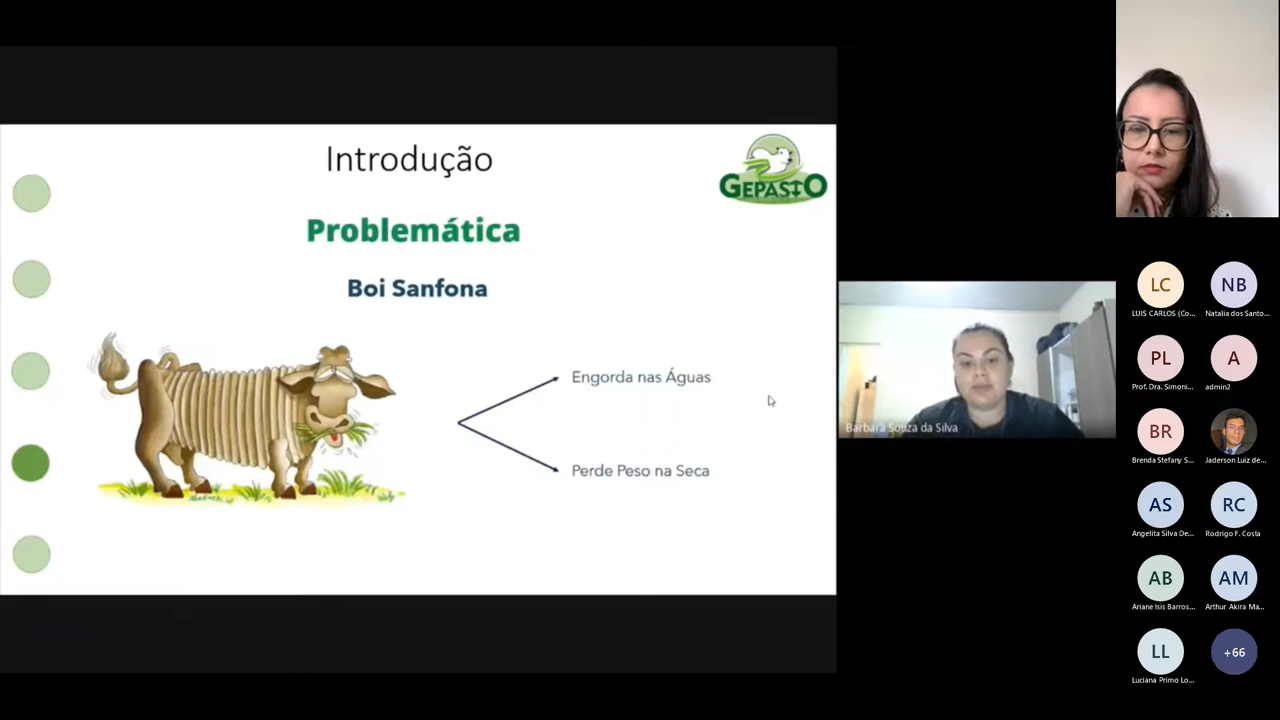 Introdução
GEPASTO
Problemática
Boi Sanfona
Engorda nas Águas
Perde Peso na Seca
Barbara Souza da Silva
LC
NB
LUIS CARLOS (Co...
Natalia dos Santo...
PL
A
Prof. Dra. Simoni...
admin2
BR
Brenda Stefany S...
Jaderson Luiz de...
AS
RC
Angelita Silva De...
Rodrigo F. Costa
AB
AM
Ariane Isis Barros...
Arthur Akira Ma...
LL
+66
Luciana Primo Lo...